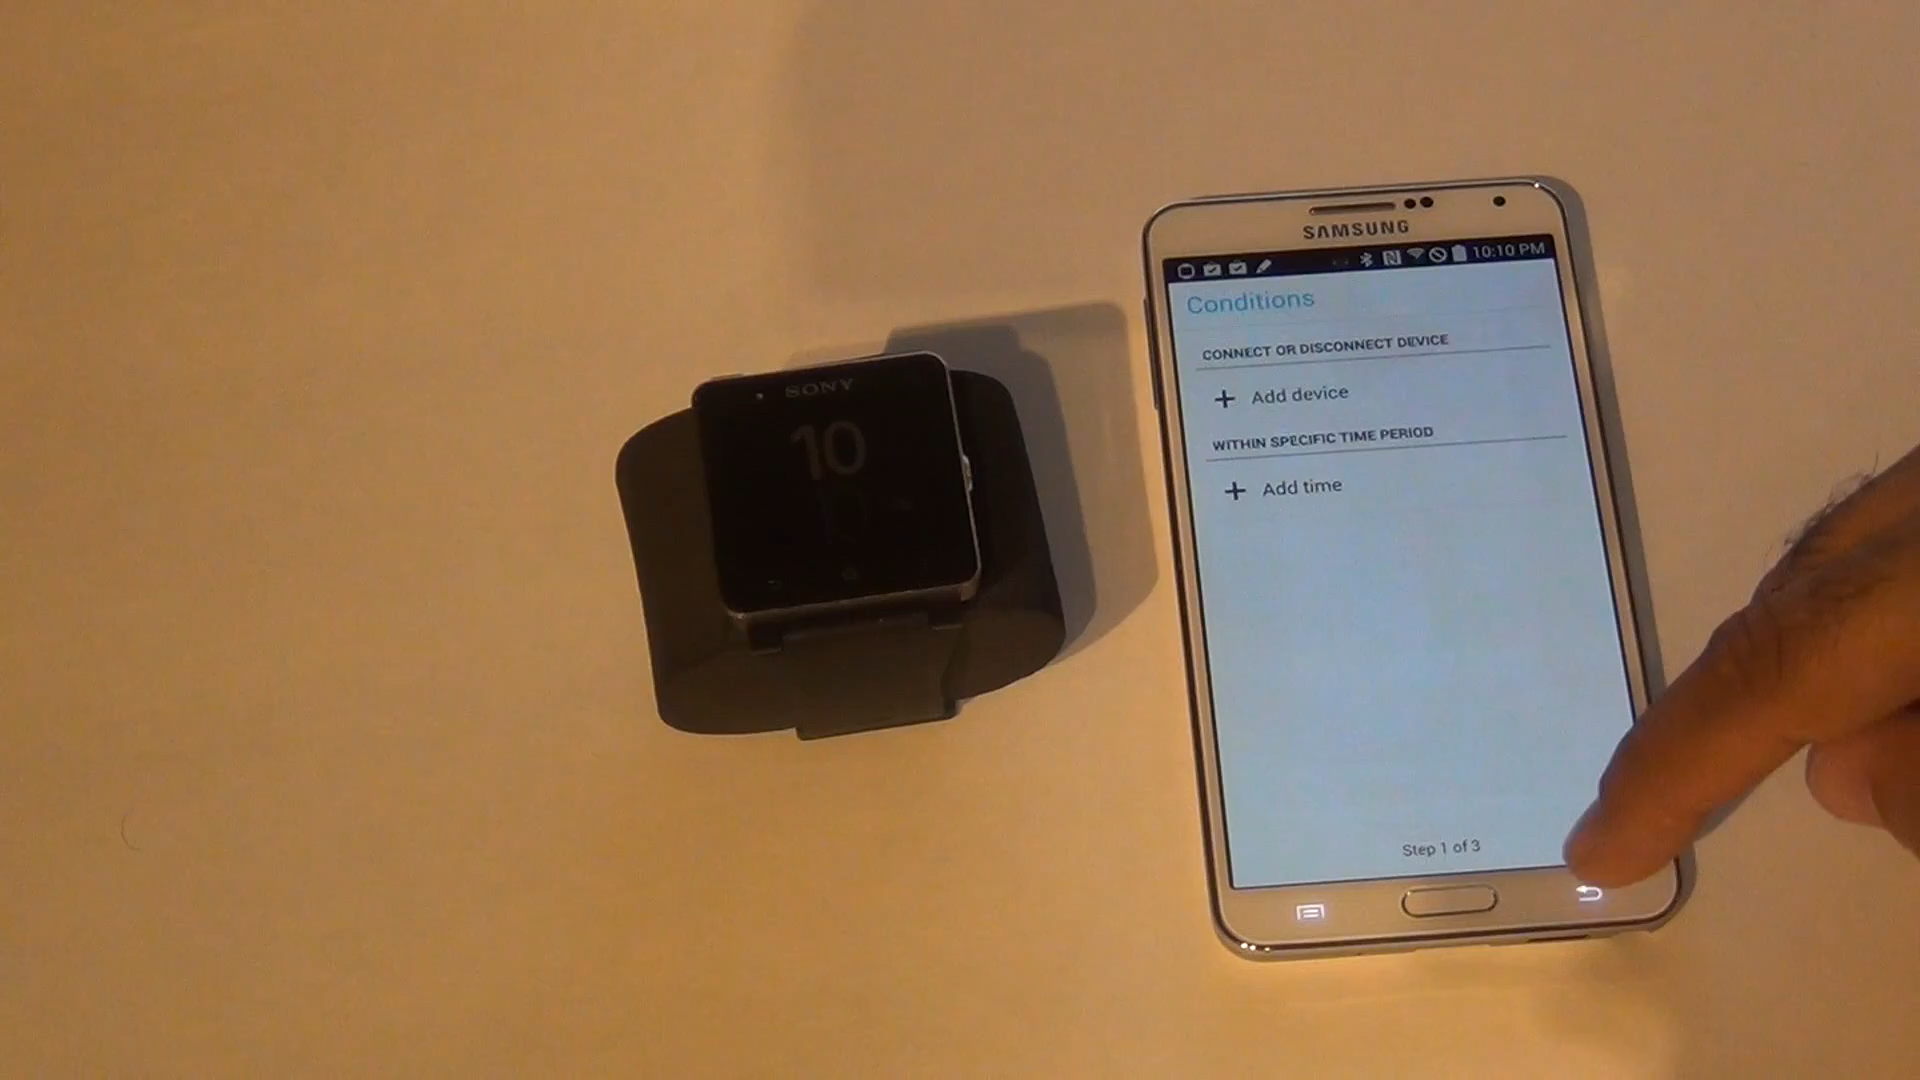 SONY
10
SAMSUNG
10:10 PM
Conditions
CONNECT OR DISCONNECT DEVICE
+ Add device
WITHIN SPECIFIC TIME PERIOD
+ Add time
Step 1 of 3